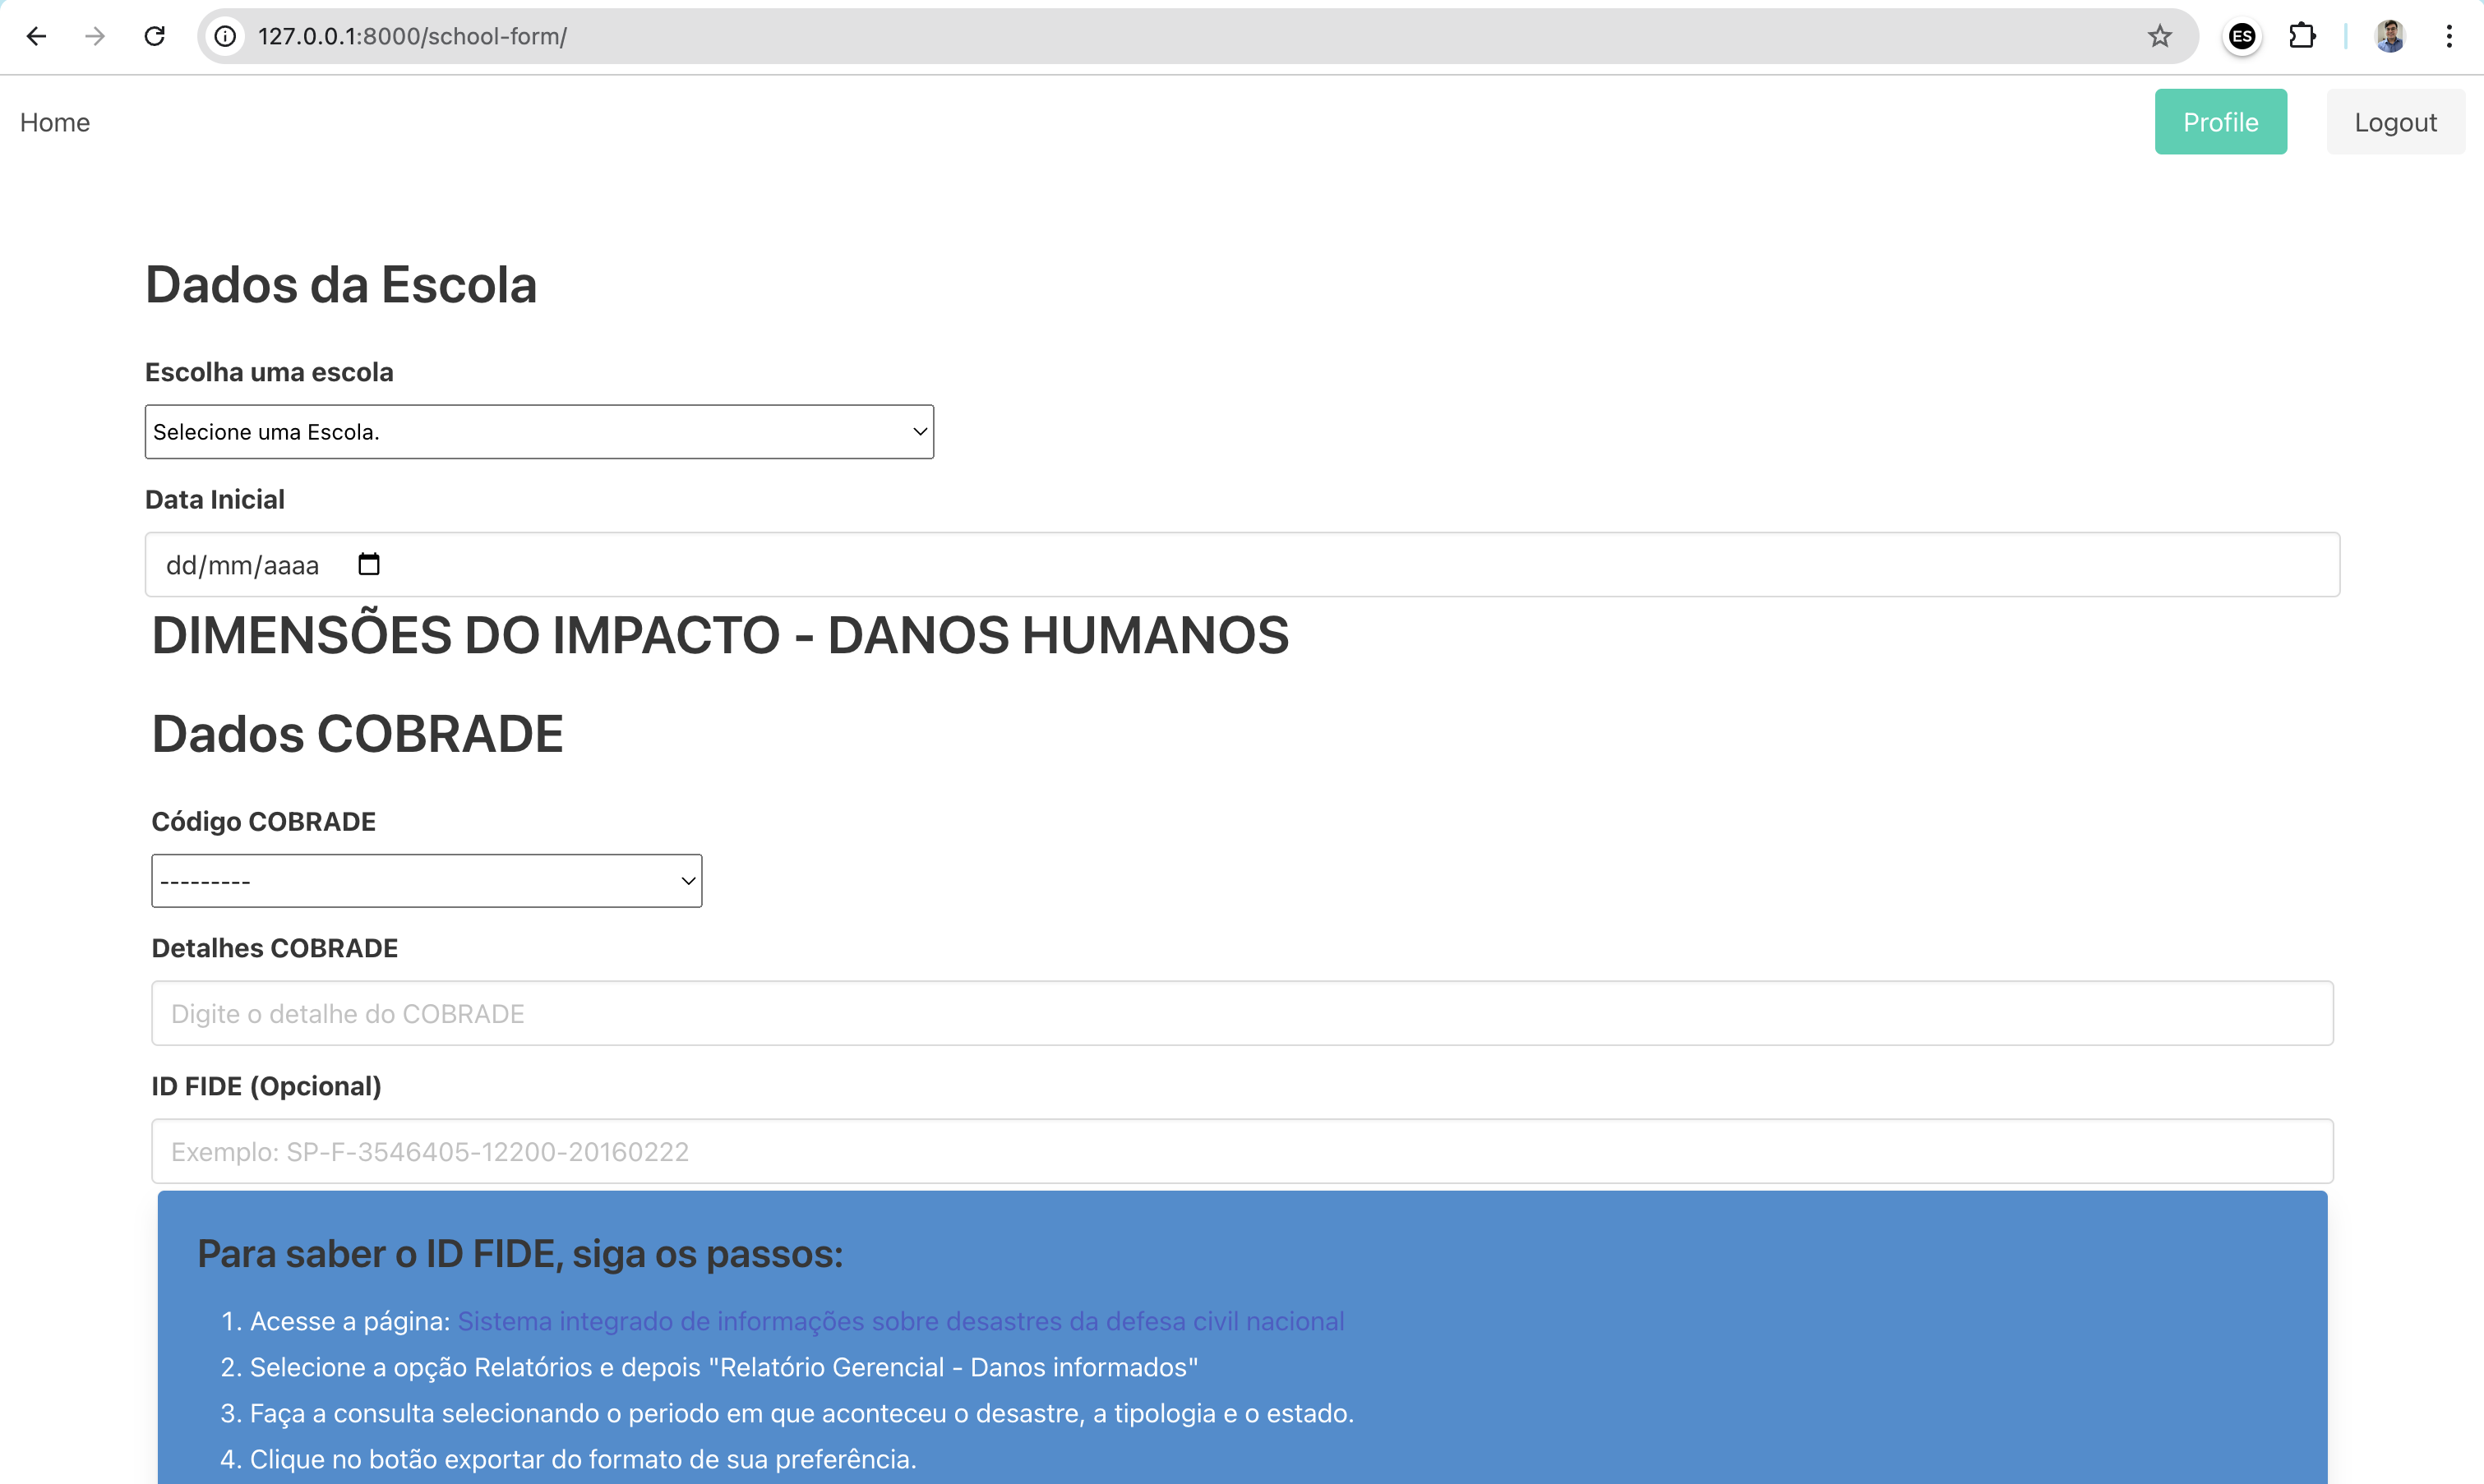 127.0.0.1:8000/school-form/
ES
Home
Profile
Logout
Dados da Escola
Escolha uma escola
Selecione uma Escola.
Data Inicial
dd/mm/aaaa
DIMENSÕES DO IMPACTO - DANOS HUMANOS
Dados COBRADE
Código COBRADE
---------
Detalhes COBRADE
Digite o detalhe do COBRADE
ID FIDE (Opcional)
Exemplo: SP-F-3546405-12200-20160222
Para saber o ID FIDE, siga os passos:
1. Acesse a página: Sistema integrado de informações sobre desastres da defesa civil nacional
2. Selecione a opção Relatórios e depois "Relatório Gerencial - Danos informados"
3. Faça a consulta selecionando o periodo em que aconteceu o desastre, a tipologia e o estado.
4. Clique no botão exportar do formato de sua preferência.